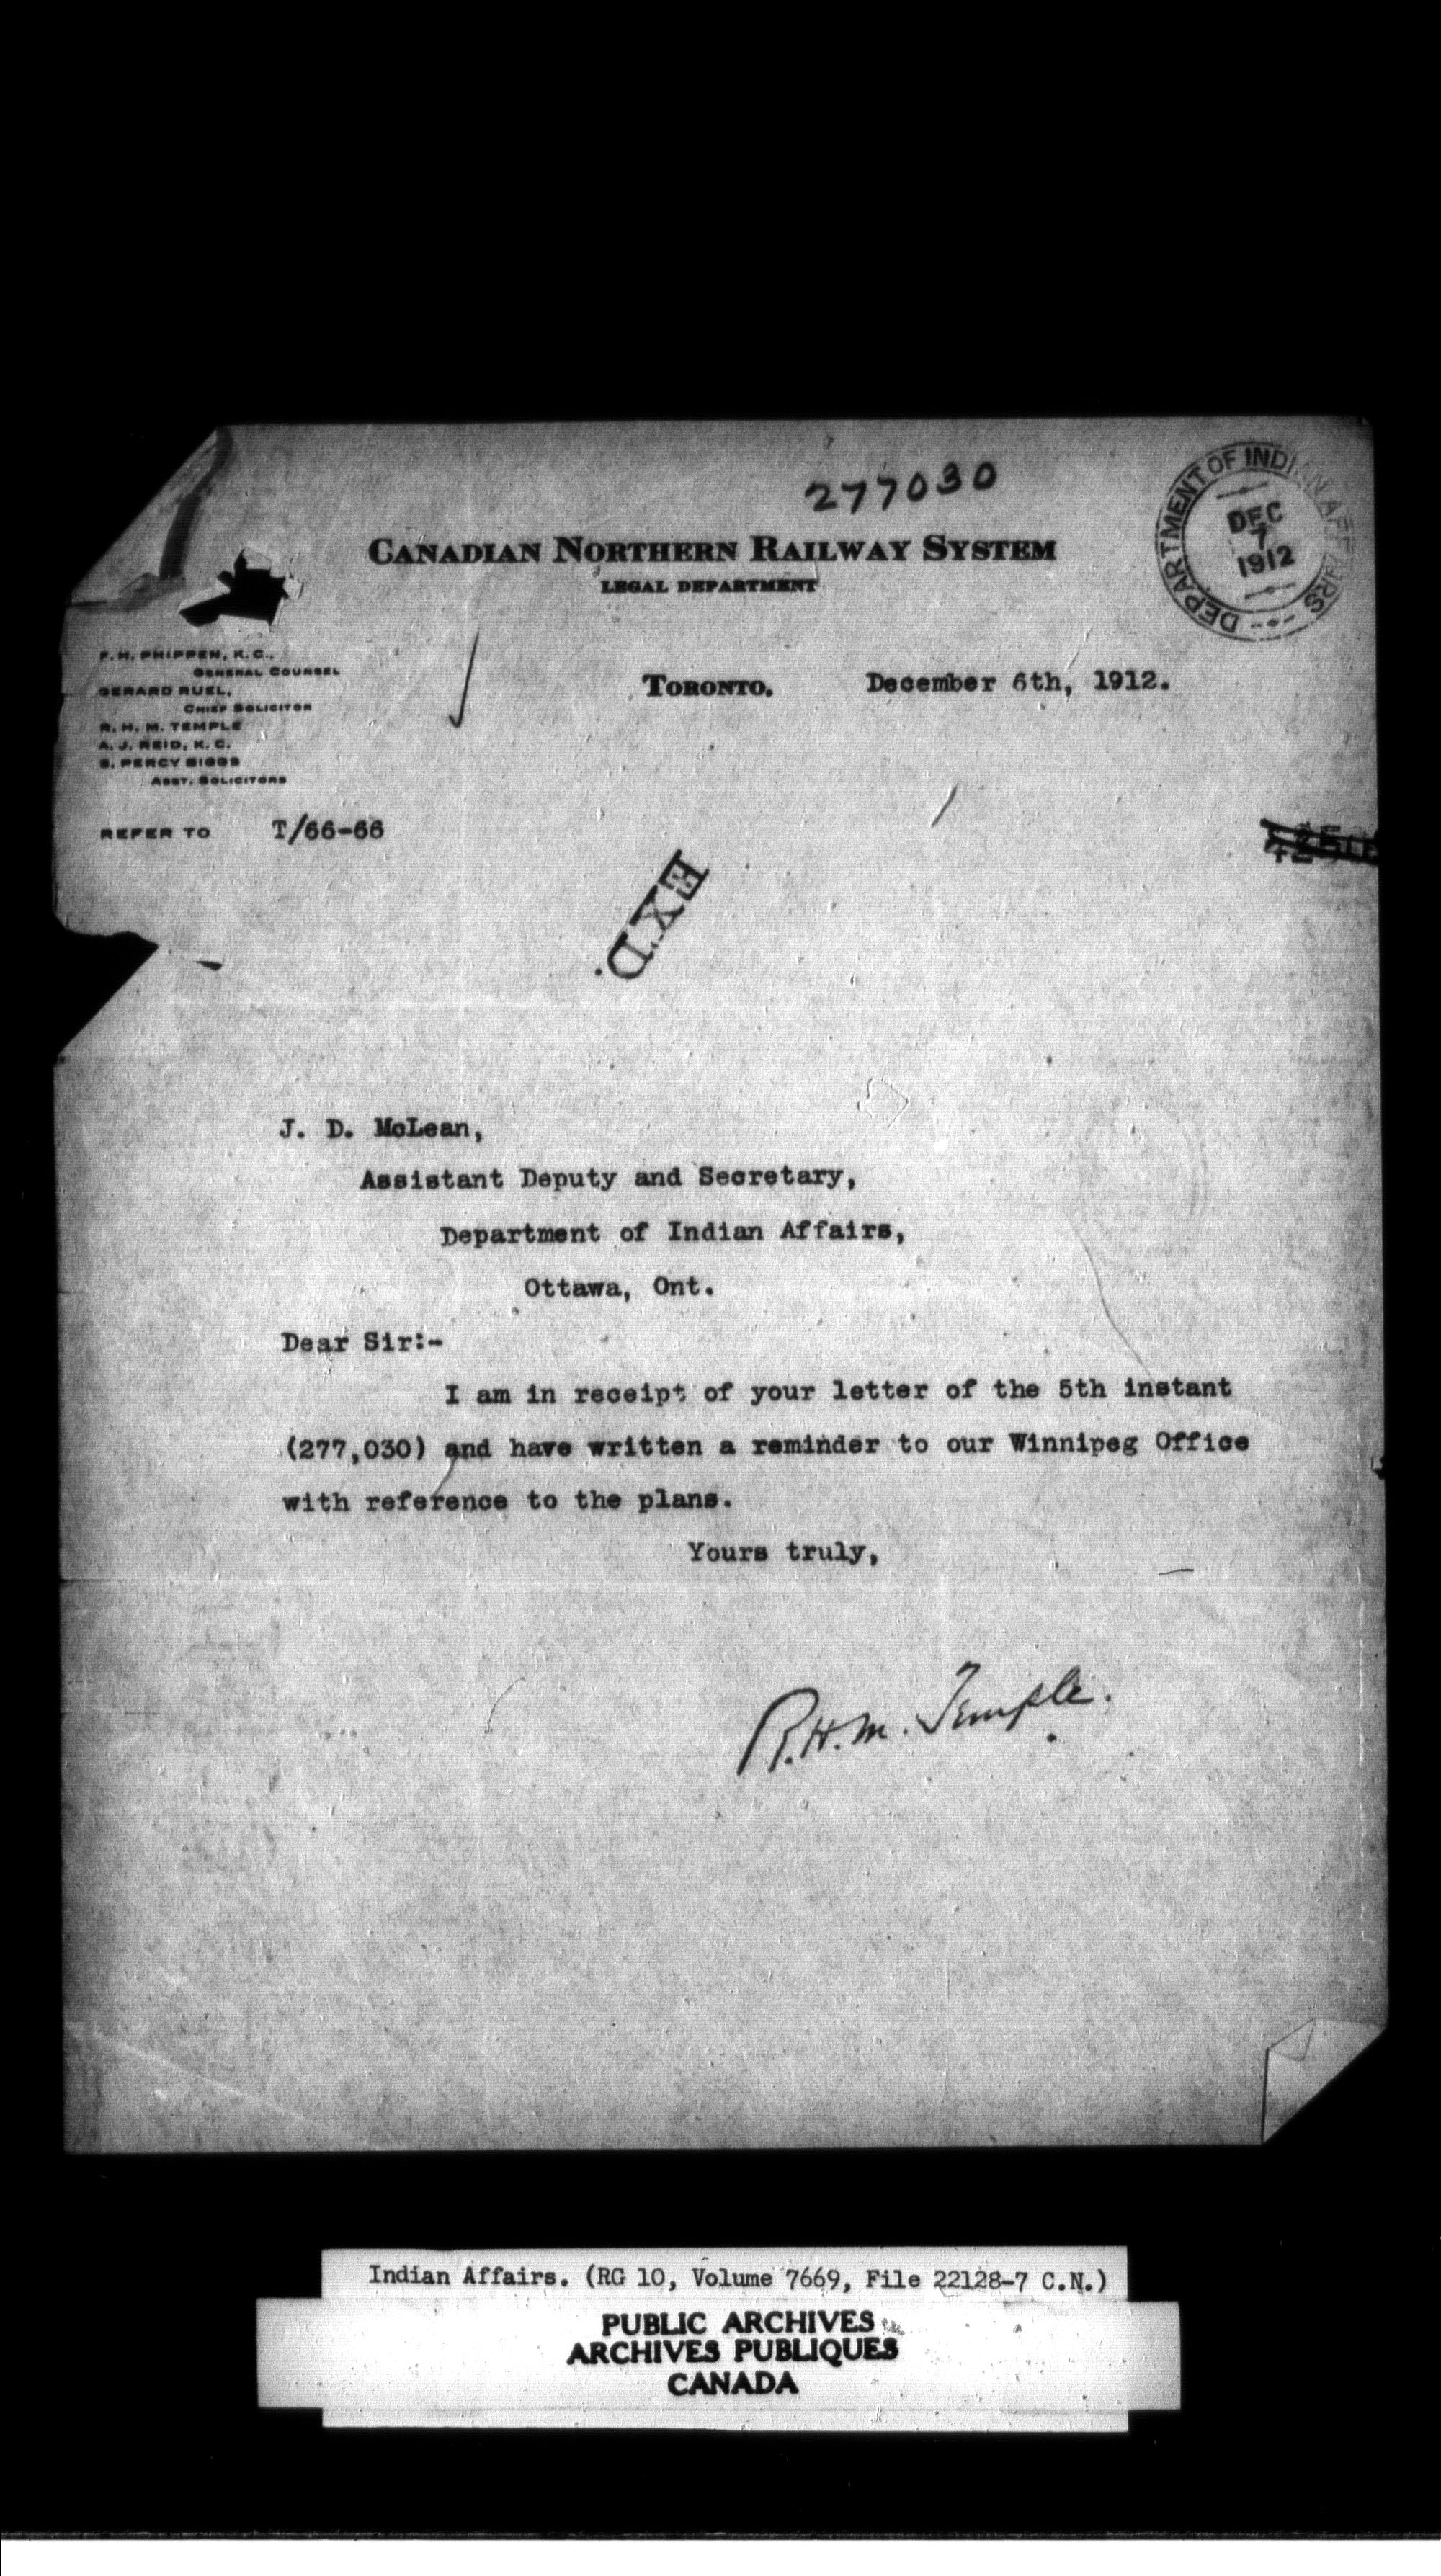 277030
DEPARTMENT OF INDIAN AFFAIRS
DEC
7
1912
CANADIAN NORTHERN RAILWAY SYSTEM
LEGAL DEPARTMENT
F. H. PHIPPEN, K. C.,
GENERAL COUNSEL
GERARD RUEL,
CHIEF SOLICITOR
R. H. M. TEMPLE
A. J. REID, K. C.
S. PERCY BIGGS
ASST. SOLICITORS
TORONTO. December 6th, 1912.
REFER TO T/66-66
EXD.
J. D. McLean,
Assistant Deputy and Secretary,
Department of Indian Affairs,
Ottawa, Ont.
Dear Sir:-
I am in receipt of your letter of the 5th instant
(277,030) and have written a reminder to our Winnipeg Office
with reference to the plans.
Yours truly,
R.H.M. Temple.
Indian Affairs. (RG 10, Volume 7669, File 22128-7 C.N.)
PUBLIC ARCHIVES
ARCHIVES PUBLIQUES
CANADA